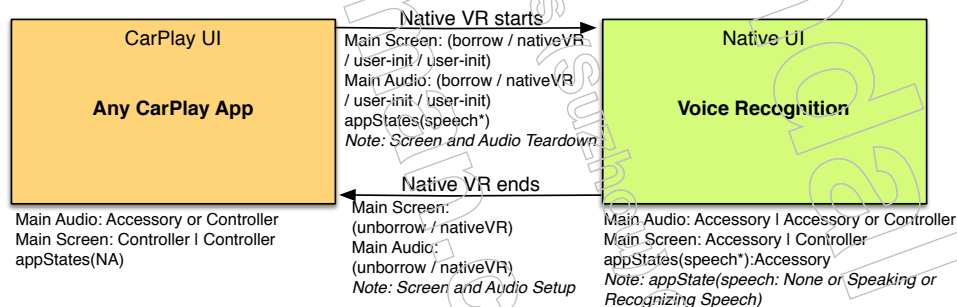 CarPlay UI
Any CarPlay App
Native VR starts
Main Screen: (borrow / nativeVR
/ user-init / user-init)
Main Audio: (borrow / nativeVR
/ user-init / user-init)
appStates(speech*)
Note: Screen and Audio Teardown
Native UI
Voice Recognition
Native VR ends
Main Screen:
(unborrow / nativeVR)
Main Audio:
(unborrow / nativeVR)
Note: Screen and Audio Setup
Main Audio: Accessory or Controller
Main Screen: Controller | Controller
appStates(NA)
Main Audio: Accessory | Accessory or Controller
Main Screen: Accessory | Controller
appStates(speech*):Accessory
Note: appState(speech: None or Speaking or
Recognizing Speech)